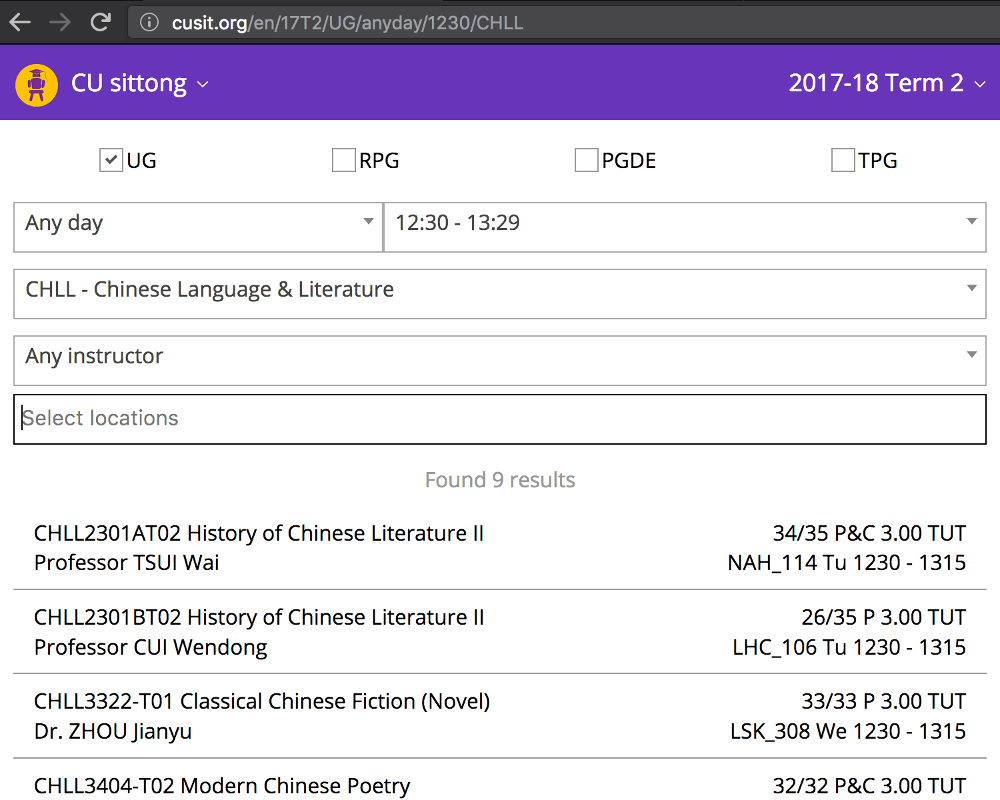 cusit.org/en/17T2/UG/anyday/1230/CHLL
CU sittong 2017-18 Term 2
UG RPG PGDE TPG
Any day 12:30 - 13:29
CHLL - Chinese Language & Literature
Any instructor
Select locations
Found 9 results
CHLL2301AT02 History of Chinese Literature II 34/35 P&C 3.00 TUT
Professor TSUI Wai NAH_114 Tu 1230 - 1315
CHLL2301BT02 History of Chinese Literature II 26/35 P 3.00 TUT
Professor CUI Wendong LHC_106 Tu 1230 - 1315
CHLL3322-T01 Classical Chinese Fiction (Novel) 33/33 P 3.00 TUT
Dr. ZHOU Jianyu LSK_308 We 1230 - 1315
CHLL3404-T02 Modern Chinese Poetry 32/32 P&C 3.00 TUT